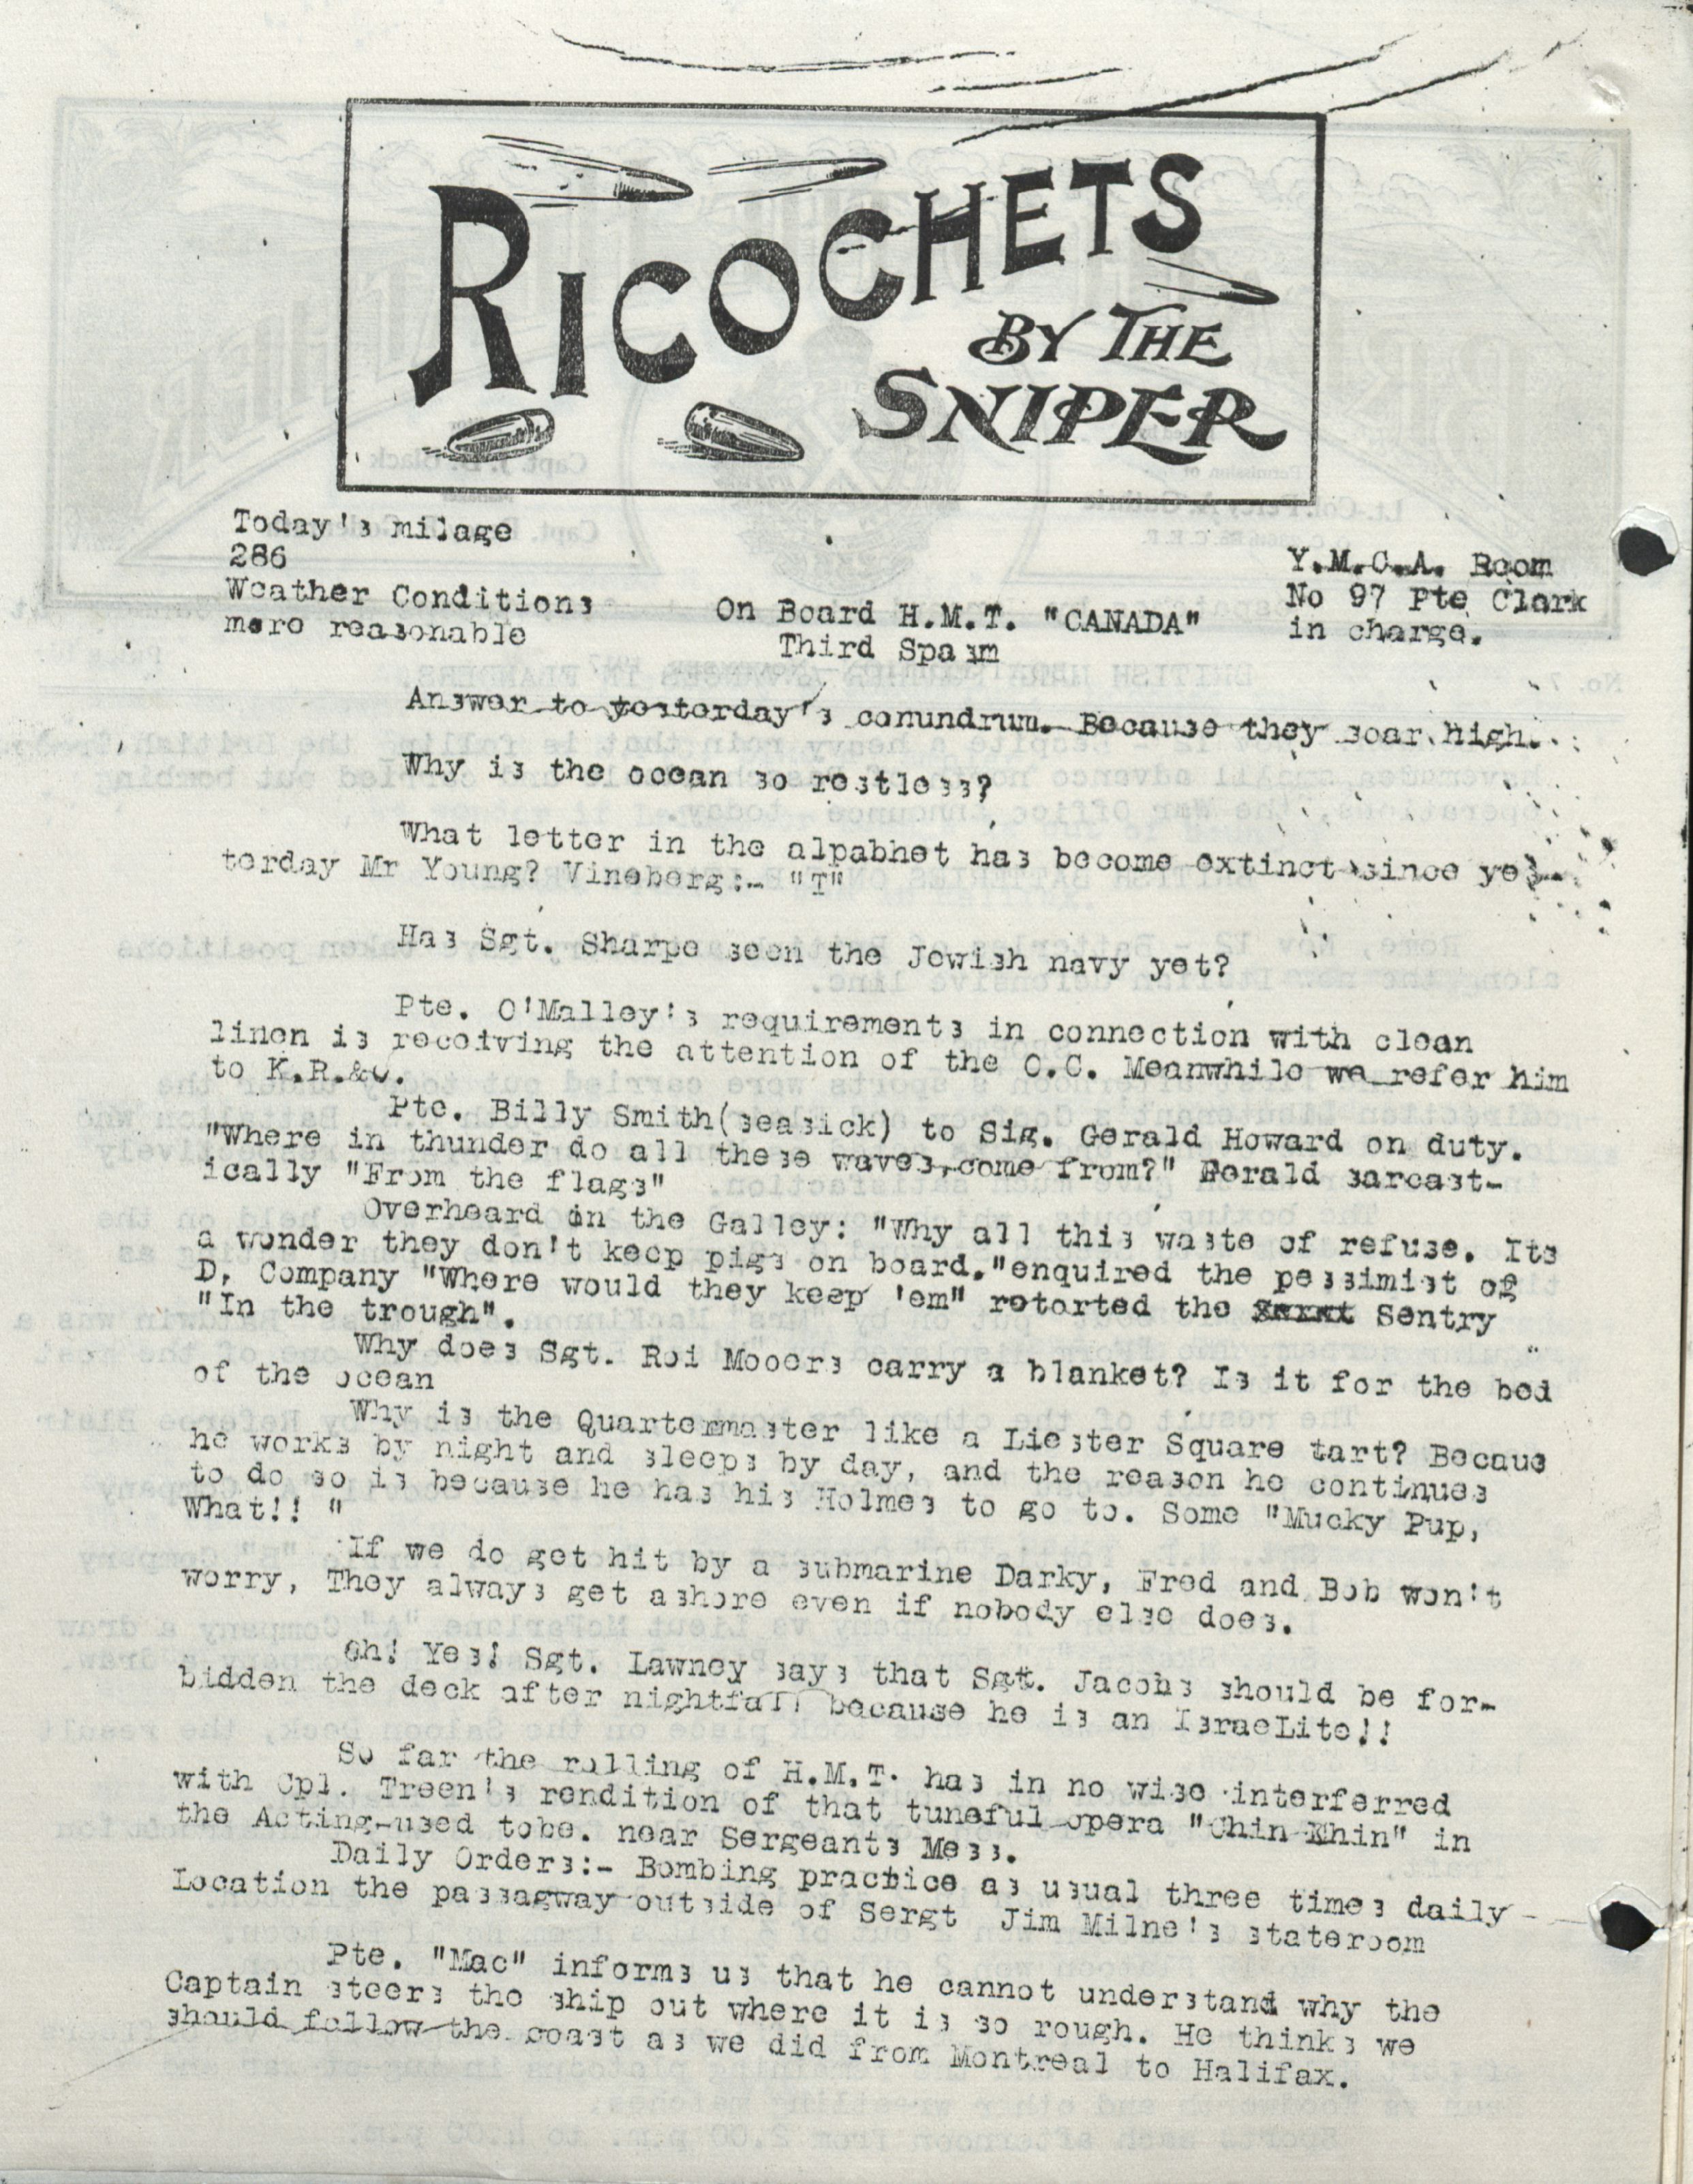 RICOCHETS
BY THE
SNIPER
Today's milage
286
Weather Conditions
mero reasonable
On Board H.M.T. "CANADA"
Third Spasm
Y.M.C.A. Room
No 97 Pte Clark
in charge.
Answer to yesterday's conundrum. Because they soar high.
Why is the ocean so restless?
What letter in the alpabhet has become extinct since yes-
terday Mr Young? Vineberg:- "T"
Has Sgt. Sharpe seen the Jewish navy yet?
Pte. O'Malley's requirements in connection with clean
linen is receiving the attention of the O.C. Meanwhile we refer him
to K.R.&O.
Pte. Billy Smith(seasick) to Sig. Gerald Howard on duty.
"Where in thunder do all these waves,come from?" Gerald sarcast-
ically "From the flags"
Overheard in the Galley: "Why all this waste of refuse. Its
a wonder they don't keep pigs on board."enquired the pessimist of
D, Company "Where would they keep 'em" retorted the Sentry
"In the trough".
Why does Sgt. Roi Mooors carry a blanket? Is it for the bed
of the ocean
Why is the Quartermaster like a Liester Square tart? Becaus
he works by night and sleeps by day, and the reason he continues
to do so is because he has his Holmes to go to. Some "Mucky Pup,
What!! "
If we do get hit by a submarine Darky, Fred and Bob won't
worry, They always get ashore even if nobody else does.
Oh! Yes! Sgt. Lawney says that Sgt. Jacobs should be for-
bidden the deck after nightfall because he is an IsraeLite!!
So far the rolling of H.M.T. has in no wise interferred
with Cpl. Treen's rendition of that tuneful opera "Chin Khin" in
the Acting-used tobe. near Sergeants Mess.
Daily Orders:- Bombing practice as usual three times daily-
Location the passagway outside of Sergt Jim Milne's stateroom
Pte. "Mac" informs us that he cannot understand why the
Captain steers the ship out where it is so rough. He thinks we
should follow the coast as we did from Montreal to Halifax.